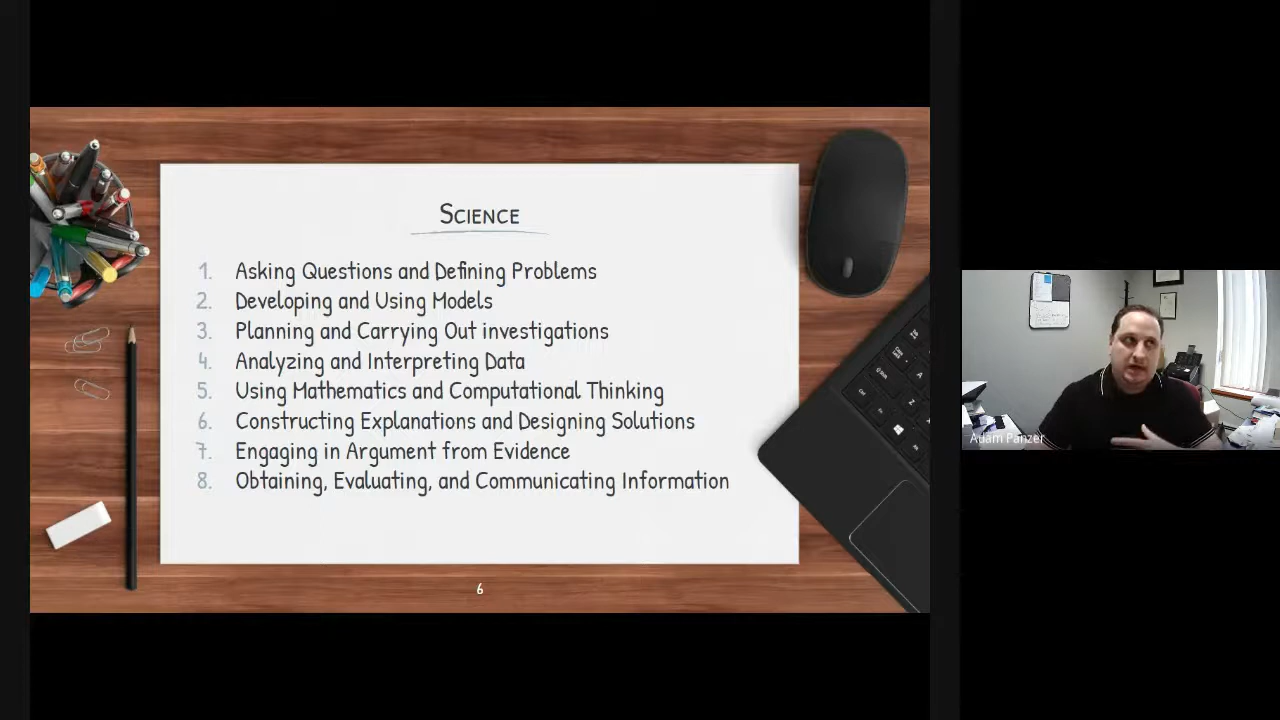 Science
1. Asking Questions and Defining Problems
2. Developing and Using Models
3. Planning and Carrying Out investigations
4. Analyzing and Interpreting Data
5. Using Mathematics and Computational Thinking
6. Constructing Explanations and Designing Solutions
7. Engaging in Argument from Evidence
8. Obtaining, Evaluating, and Communicating Information
6
Adam Panzer